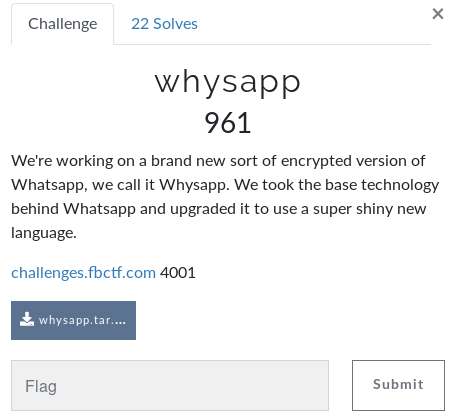 Challenge
22 Solves
×
whysapp
961
We're working on a brand new sort of encrypted version of
Whatsapp, we call it Whysapp. We took the base technology
behind Whatsapp and upgraded it to use a super shiny new
language.
challenges.fbctf.com 4001
whysapp.tar....
Flag
Submit